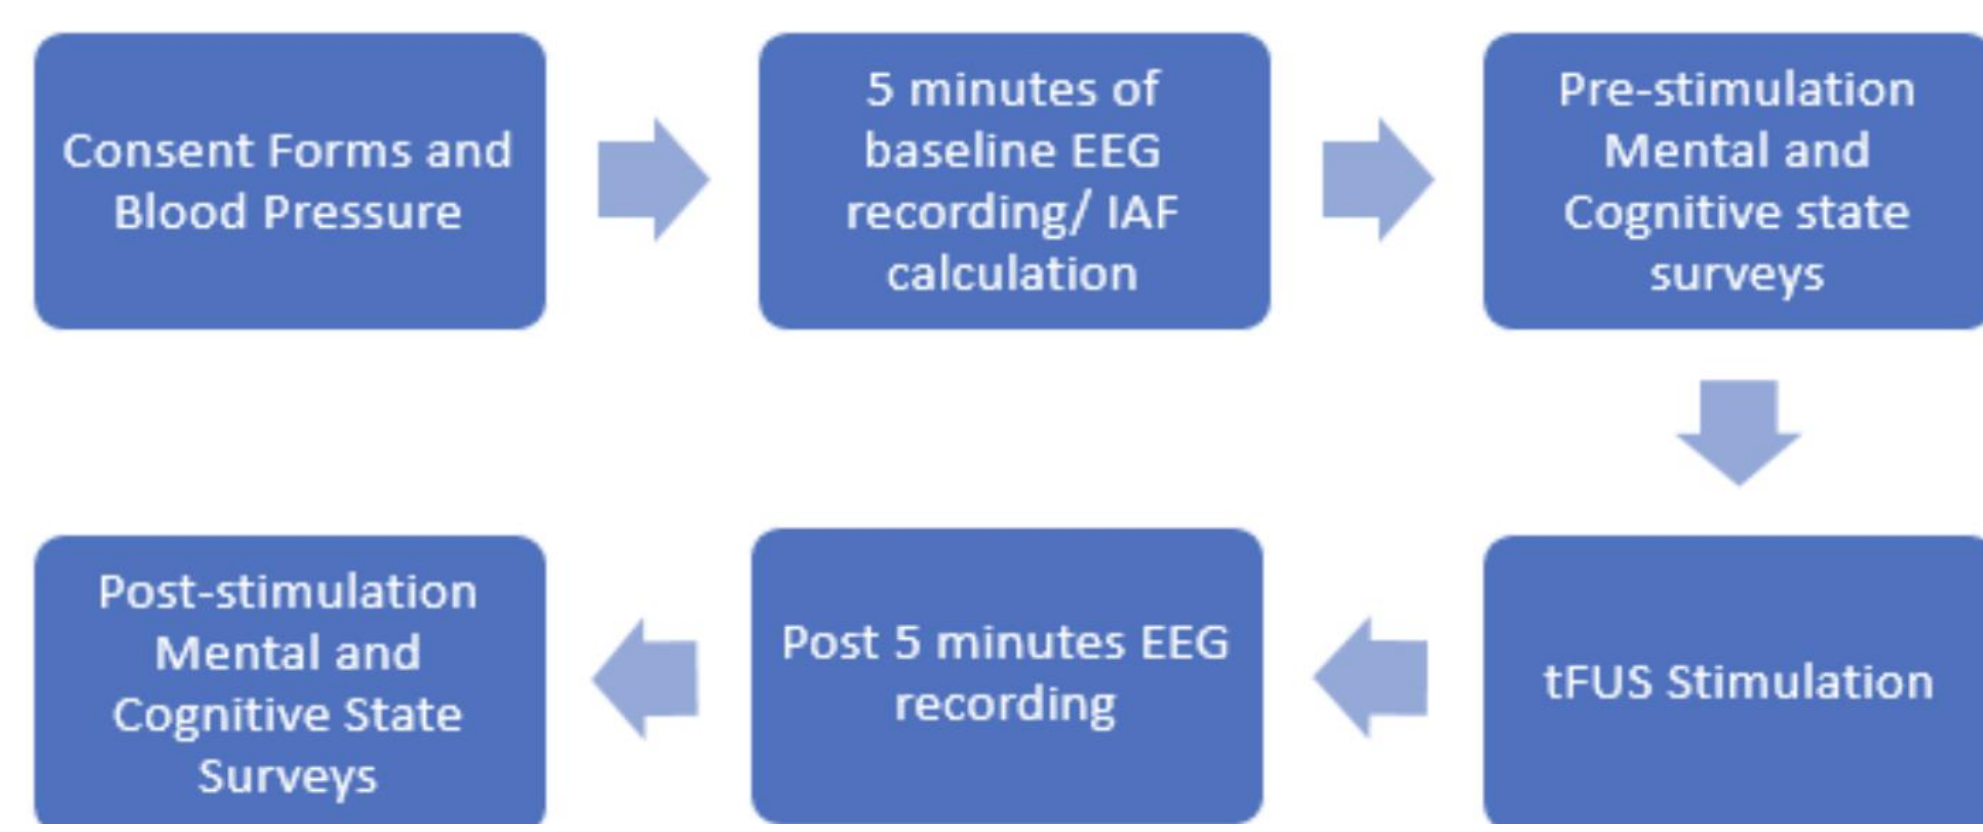 Consent Forms and
Blood Pressure
5 minutes of
baseline EEG
recording/ IAF
calculation
Pre-stimulation
Mental and
Cognitive state
surveys
tFUS Stimulation
Post 5 minutes EEG
recording
Post-stimulation
Mental and
Cognitive State
Surveys